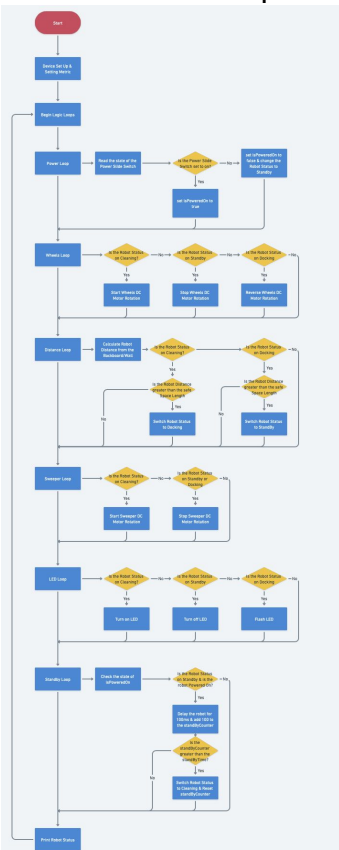 Start
Device Set Up &
Setting Metric
Begin Logic Loops
Power Loop
Read the state of the
Power Slide Switch
Is the Power Slide
Switch set to on?
No
set isPoweredOn to
false & change the
Robot Status to
Standby
Yes
set isPoweredOn to
true
Wheels Loop
Is the Robot Status
on Cleaning?
No
Is the Robot Status
on Standby
No
Is the Robot Status
on Docking
No
Yes
Yes
Yes
Start Wheels DC
Motor Rotation
Stop Wheels DC
Motor Rotation
Reverse Wheels DC
Motor Rotation
Distance Loop
Calculate Robot
Distance from the
Backboard/Wall
Is the Robot Status
on Cleaning?
No
Is the Robot Status
on Docking
No
Yes
Yes
Is the Robot Distance
greater than the safe
Space Length
Is the Robot Distance
greater than the safe
Space Length
No
Yes
No
Yes
Switch Robot Status
to Docking
Switch Robot Status
to StandBy
Sweeper Loop
Is the Robot Status
on Cleaning?
No
Is the Robot Status
on Standby or
Docking
No
Yes
Yes
Start Sweeper DC
Motor Rotation
Stop Sweeper DC
Motor Rotation
LED Loop
Is the Robot Status
on Cleaning?
No
Is the Robot Status
on Standby
No
Is the Robot Status
on Docking
No
Yes
Yes
Yes
Turn on LED
Turn off LED
Flash LED
StandBy Loop
Check the state of
isPoweredOn
Is the Robot Status
on Standby & is the
robot Powered On?
No
Yes
Delay the robot for
100ms & add 100 to
the standByCounter
Is the
standByCounter
greater than the
standByTime?
No
Yes
Switch Robot Status
to Cleaning & Reset
standByCounter
Print Robot Status